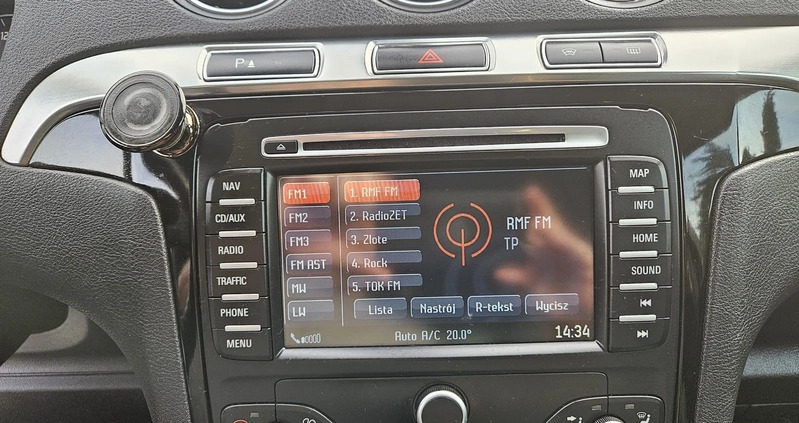 P
NAV
CD/AUX
RADIO
TRAFFIC
PHONE
MENU
FM1
FM2
FM3
FM AST
MW
LW
1. RMF FM
2. RadioZET
3. Zlote
4. Rock
5. TOK FM
RMF FM
TP
Lista
Nastrój
R-tekst
Wycisz
Auto A/C 20.0°
14:34
MAP
INFO
HOME
SOUND